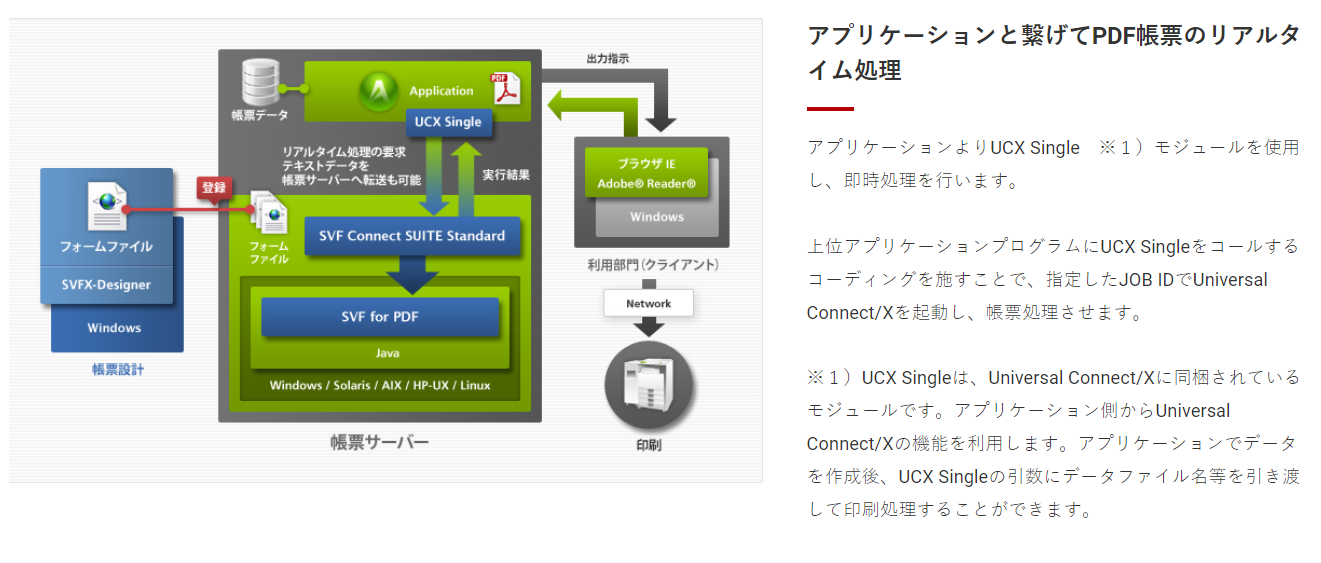 出力指示
帳票データ
Application
PDF
UCX Single
リアルタイム処理の要求
テキストデータを
帳票サーバーへ転送も可能
実行結果
ブラウザ IE
Adobe® Reader®
Windows
利用部門(クライアント)
Network
印刷
登録
フォームファイル
SVFX-Designer
Windows
帳票設計
フォーム
ファイル
SVF Connect SUITE Standard
SVF for PDF
Java
Windows / Solaris / AIX / HP-UX / Linux
帳票サーバー
アプリケーションと繋げてPDF帳票のリアルタ
イム処理
アプリケーションよりUCX Single ※１）モジュールを使用
し、即時処理を行います。
上位アプリケーションプログラムにUCX Singleをコールする
コーディングを施すことで、指定したJOB IDでUniversal
Connect/Xを起動し、帳票処理させます。
※１）UCX Singleは、Universal Connect/Xに同梱されている
モジュールです。アプリケーション側からUniversal
Connect/Xの機能を利用します。アプリケーションでデータ
を作成後、UCX Singleの引数にデータファイル名等を引き渡
して印刷処理することができます。